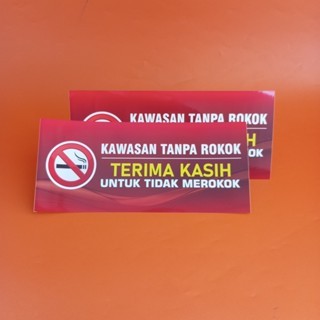 KAWASAN TANPA ROKOK
KAWASAN TANPA ROKOK
TERIMA KASIH
UNTUK TIDAK MEROKOK